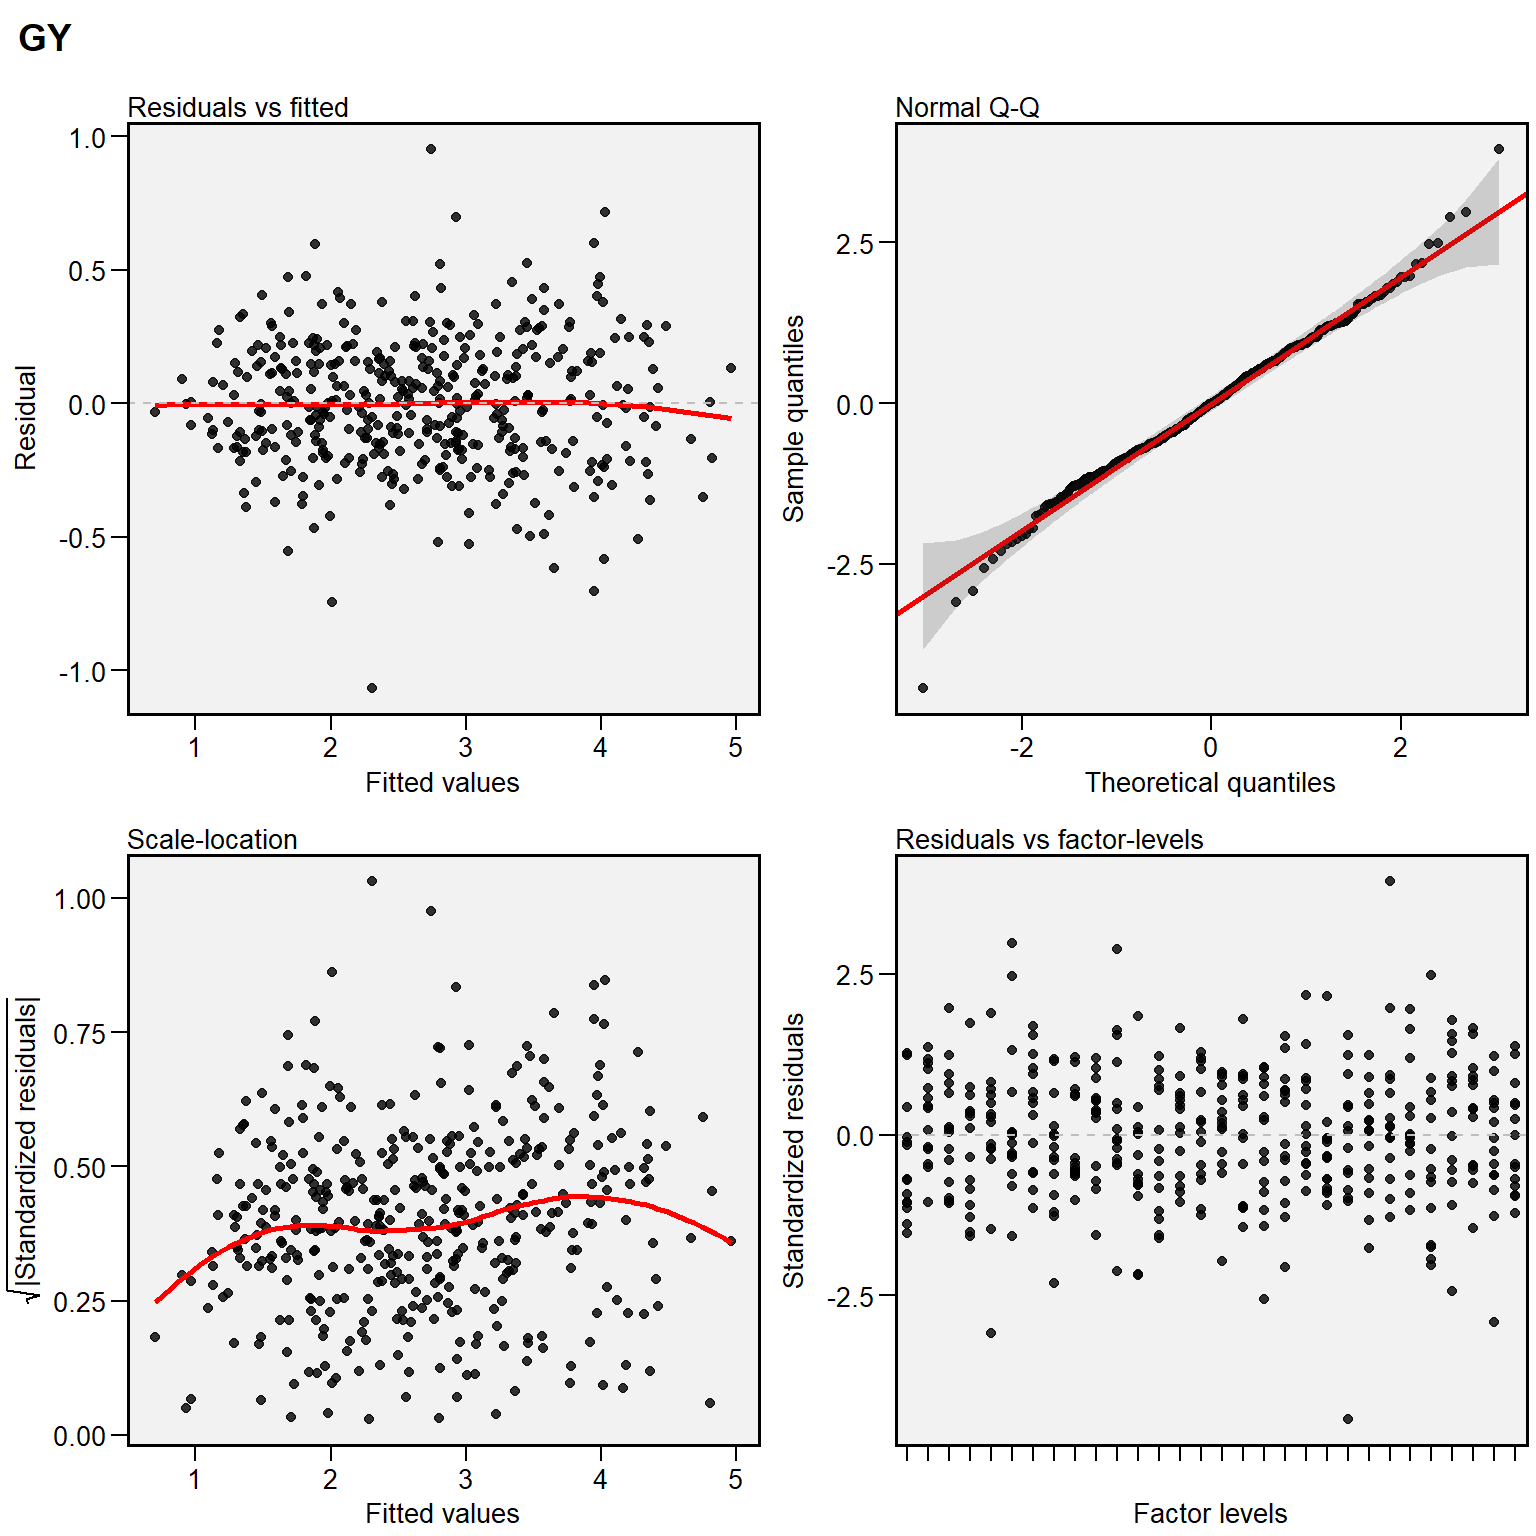 GY
Residuals vs fitted
1.0
0.5
0.0
-0.5
-1.0
Residual
1 2 3 4 5
Fitted values
Normal Q-Q
2.5
0.0
-2.5
Sample quantiles
-2 0 2
Theoretical quantiles
Scale-location
1.00
0.75
0.50
0.25
0.00
√|Standardized residuals|
1 2 3 4 5
Fitted values
Residuals vs factor-levels
2.5
0.0
-2.5
Standardized residuals
Factor levels